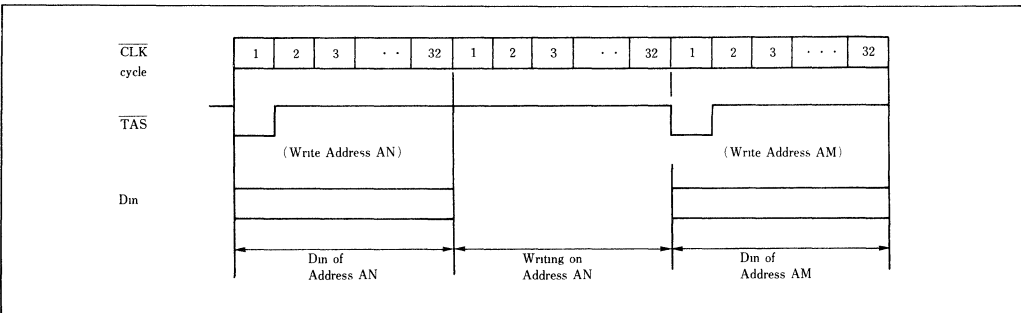 CLK
cycle
1 2 3 · · 32 1 2 3 · · 32 1 2 3 · · · 32
TAS
(Write Address AN)
(Write Address AM)
Din
Din of
Address AN
Writing on
Address AN
Din of
Address AM